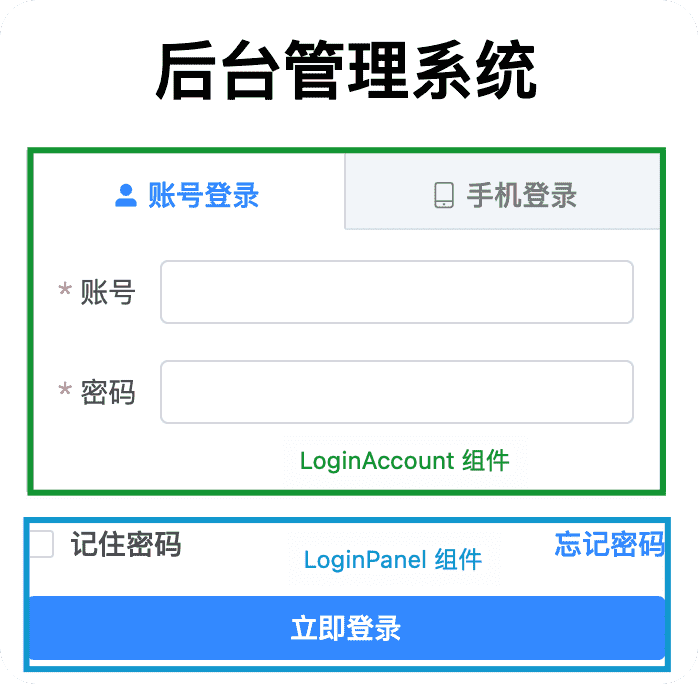 后台管理系统
账号登录 手机登录
* 账号
* 密码
LoginAccount 组件
记住密码 LoginPanel 组件 忘记密码
立即登录